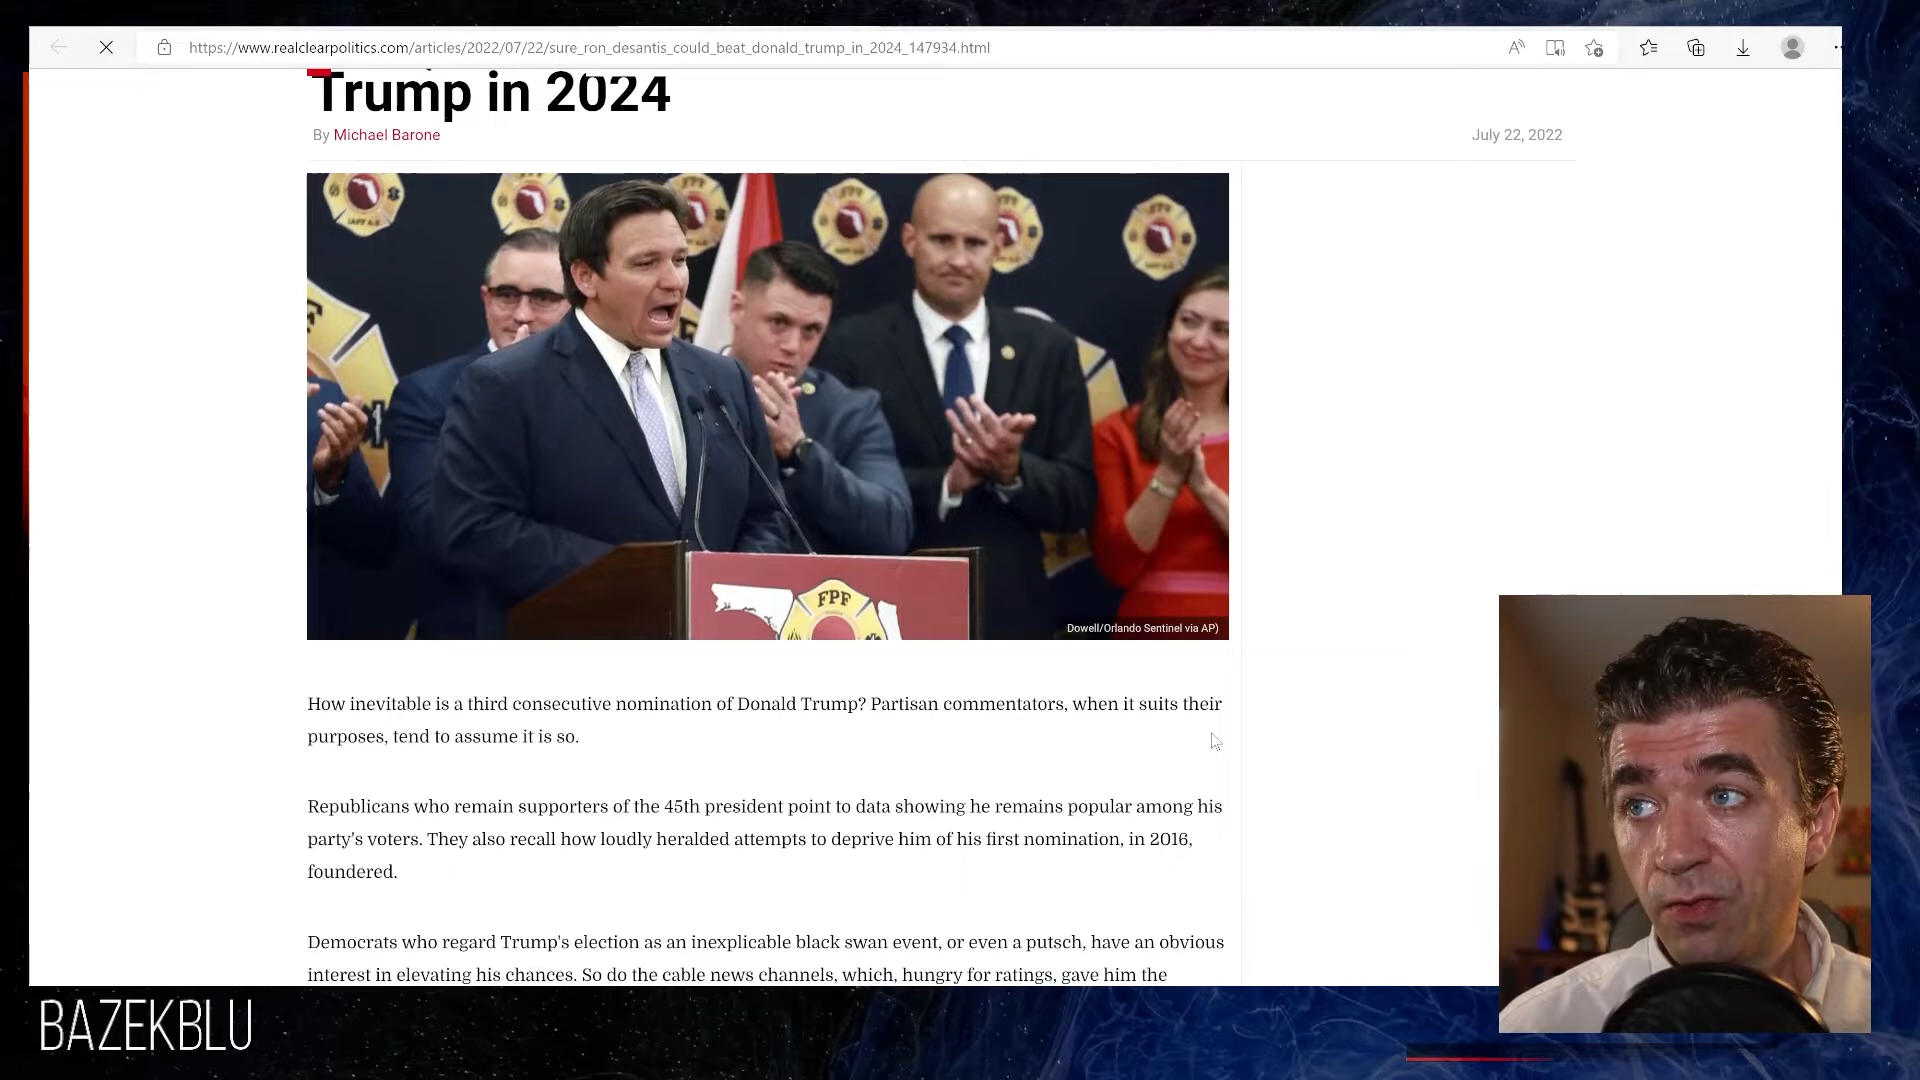 https://www.realclearpolitics.com/articles/2022/07/22/sure_ron_desantis_could_beat_donald_trump_in_2024_147934.html
Trump in 2024
By Michael Barone
July 22, 2022
FPF
FPF
FPF
FPF
Dowell/Orlando Sentinel via AP)
How inevitable is a third consecutive nomination of Donald Trump? Partisan commentators, when it suits their
purposes, tend to assume it is so.
Republicans who remain supporters of the 45th president point to data showing he remains popular among his
party's voters. They also recall how loudly heralded attempts to deprive him of his first nomination, in 2016,
foundered.
Democrats who regard Trump's election as an inexplicable black swan event, or even a putsch, have an obvious
interest in elevating his chances. So do the cable news channels, which, hungry for ratings, gave him the
BAZEKBLU